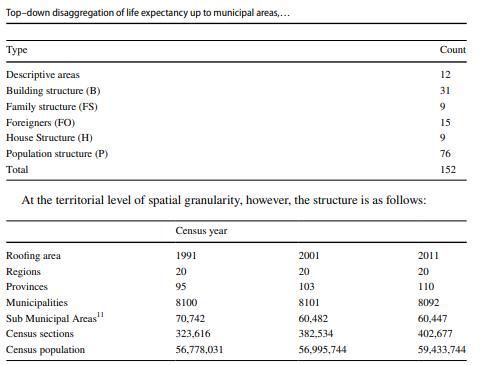 Top–down disaggregation of life expectancy up to municipal areas,…
Type Count
Descriptive areas 12
Building structure (B) 31
Family structure (FS) 9
Foreigners (FO) 15
House Structure (H) 9
Population structure (P) 76
Total 152
At the territorial level of spatial granularity, however, the structure is as follows:
Census year
Roofing area 1991 2001 2011
Regions 20 20 20
Provinces 95 103 110
Municipalities 8100 8101 8092
Sub Municipal Areas11 70,742 60,482 60,447
Census sections 323,616 382,534 402,677
Census population 56,778,031 56,995,744 59,433,744